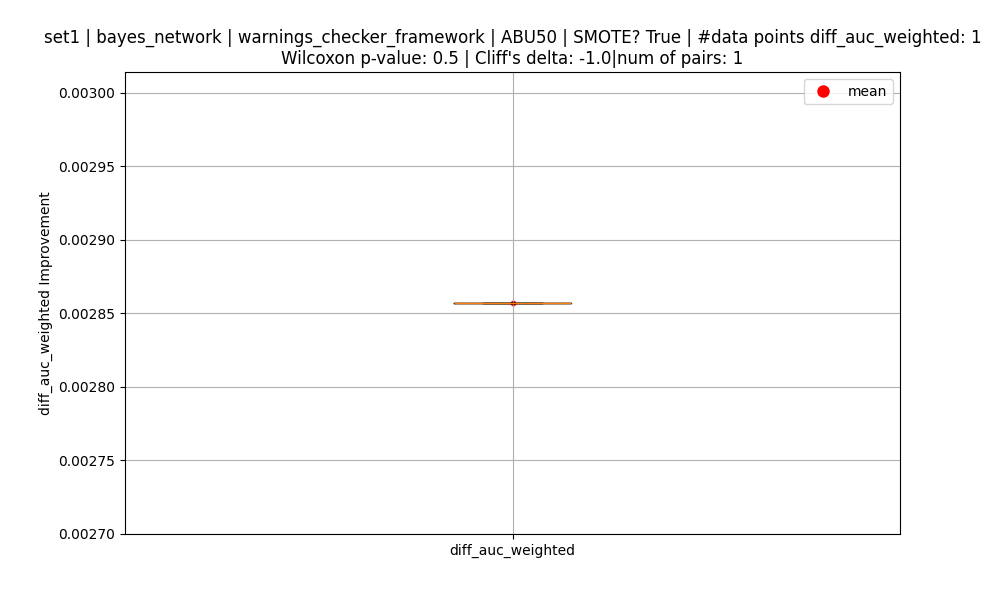 set1 | bayes_network | warnings_checker_framework | ABU50 | SMOTE? True | #data points diff_auc_weighted: 1
Wilcoxon p-value: 0.5 | Cliff's delta: -1.0|num of pairs: 1
mean
0.00300
0.00295
0.00290
0.00285
0.00280
0.00275
0.00270
diff_auc_weighted Improvement
diff_auc_weighted